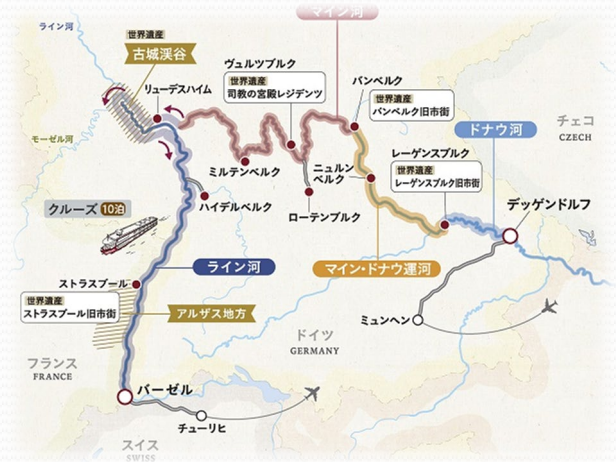 マイン河
ライン河
世界遺産
古城渓谷
リューデスハイム
ヴュルツブルク
世界遺産
司教の宮殿レジデンツ
バンベルク
世界遺産
バンベルク旧市街
チェコ
CZECH
ドナウ河
モーゼル河
ミルテンベルク
ニュルン
ベルク
レーゲンスブルク
世界遺産
レーゲンスブルク旧市街
クルーズ 10泊
ハイデルベルク
ローテンブルク
デッゲンドルフ
ライン河
マイン・ドナウ運河
ストラスブール
世界遺産
ストラスブール旧市街
アルザス地方
ミュンヘン
ドイツ
GERMANY
フランス
FRANCE
バーゼル
チューリヒ
スイス
SWISS